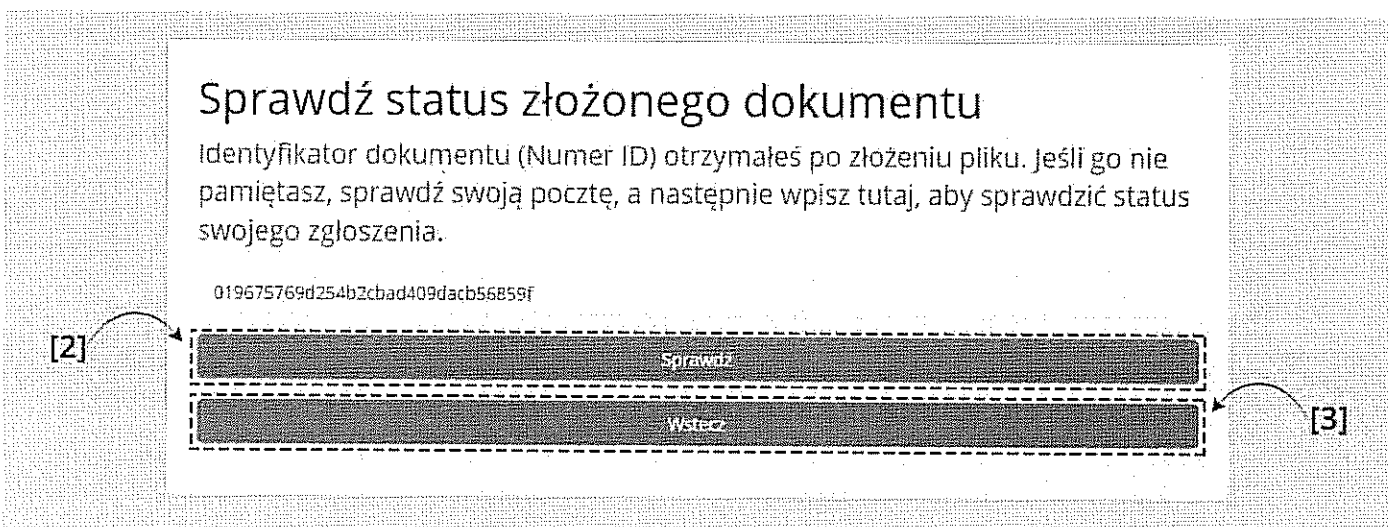 Sprawdź status złożonego dokumentu
Identyfikator dokumentu (Numer ID) otrzymałeś po złożeniu pliku. Jeśli go nie
pamiętasz, sprawdź swoją pocztę, a następnie wpisz tutaj, aby sprawdzić status
swojego zgłoszenia.
019675769d254b2cbad409dacb56859f
[2]
Sprawdź
Wstecz
[3]